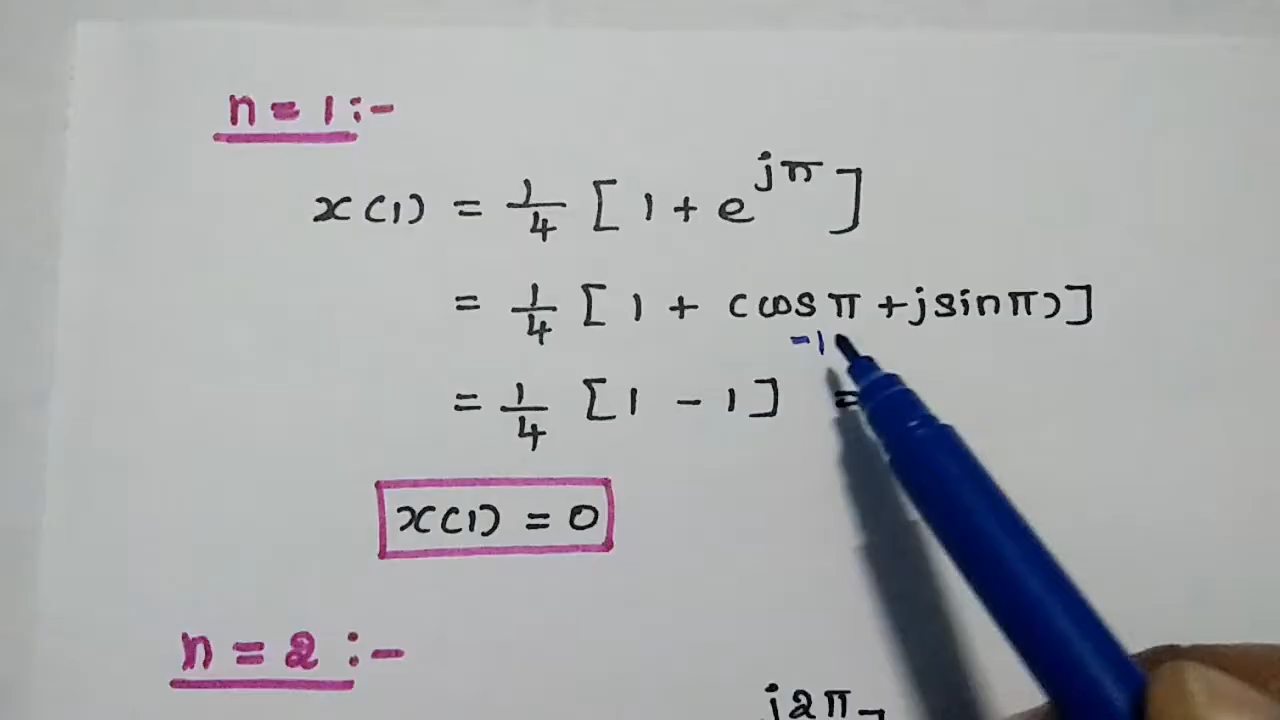 n = 1 :-
x(1) = 1/4 [ 1 + e^jπ ]
= 1/4 [ 1 + (cos π + j sin π) ]
-1
= 1/4 [ 1 - 1 ] =
x(1) = 0
n = 2 :-
j2π ]